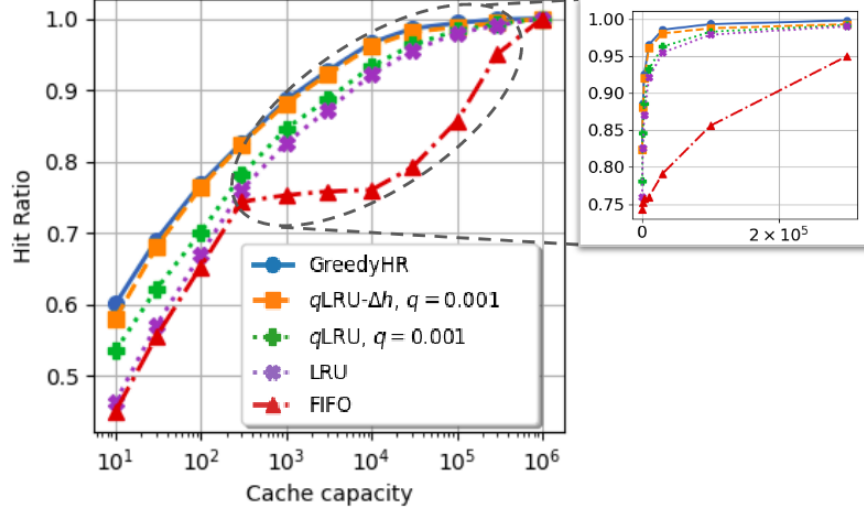 Hit Ratio
1.0
0.9
0.8
0.7
0.6
0.5
10¹ 10² 10³ 10⁴ 10⁵ 10⁶
Cache capacity
GreedyHR
qLRU-Δh, q = 0.001
qLRU, q = 0.001
LRU
FIFO
1.00
0.95
0.90
0.85
0.80
0.75
0 2 × 10⁵